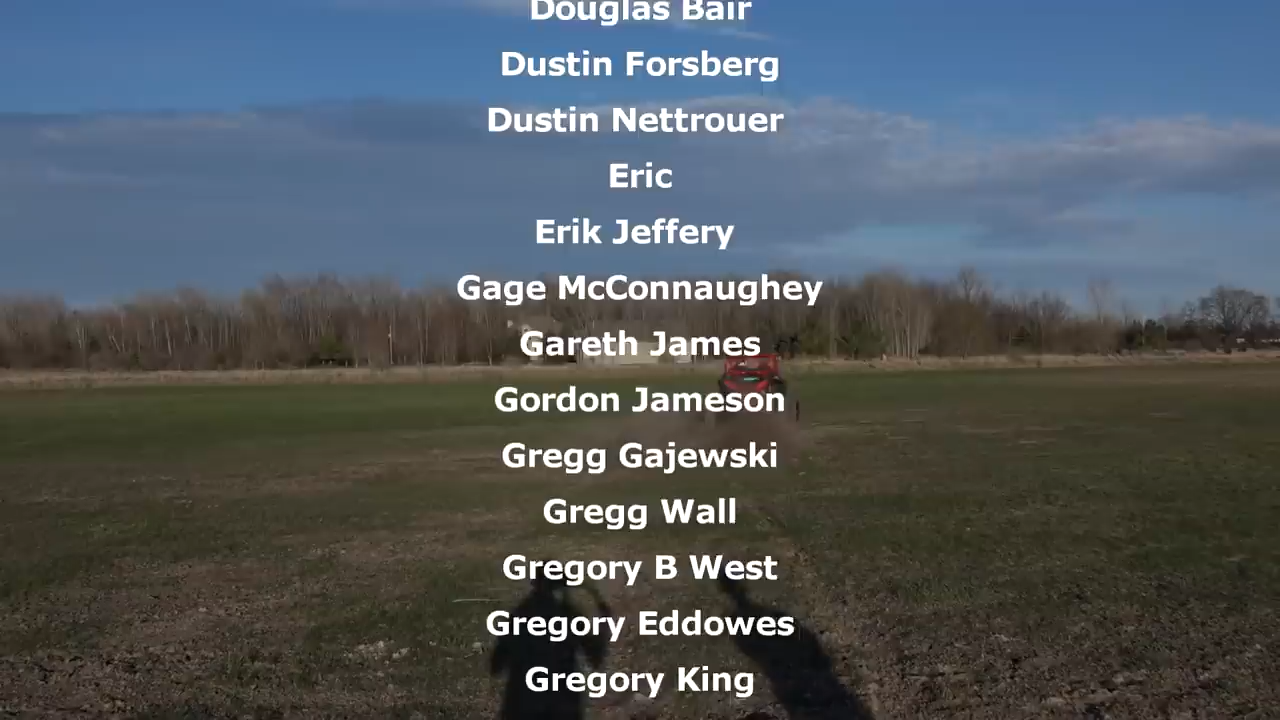 Douglas Bair
Dustin Forsberg
Dustin Nettrouer
Eric
Erik Jeffery
Gage McConnaughey
Gareth James
Gordon Jameson
Gregg Gajewski
Gregg Wall
Gregory B West
Gregory Eddowes
Gregory King